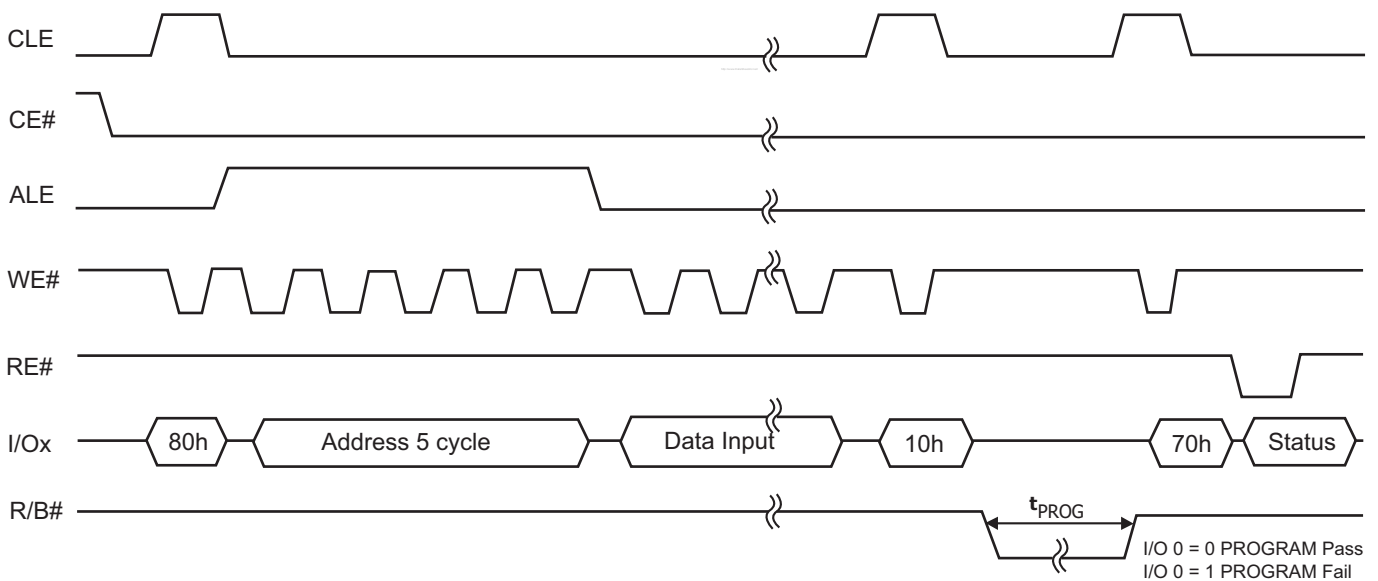 CLE
CE#
ALE
WE#
RE#
I/Ox
80h
Address 5 cycle
Data Input
10h
70h
Status
R/B#
tPROG
I/O 0 = 0 PROGRAM Pass
I/O 0 = 1 PROGRAM Fail